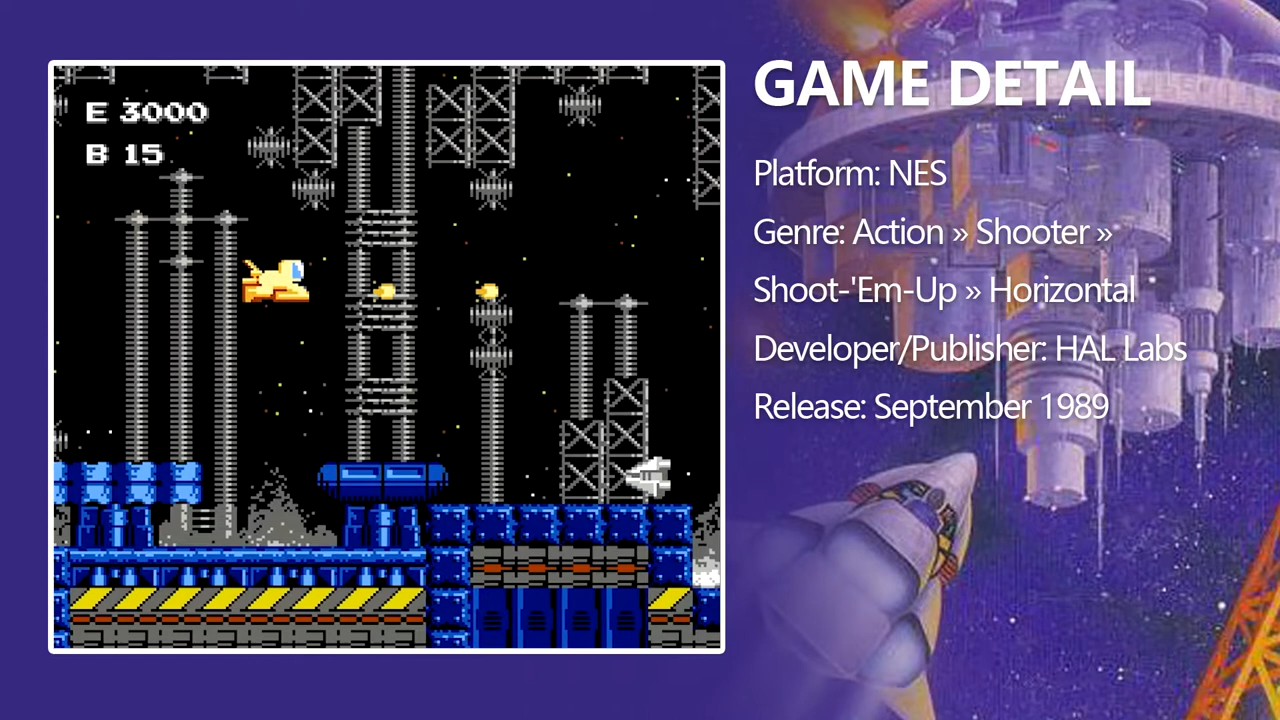 E 3000
B 15
GAME DETAIL
Platform: NES
Genre: Action » Shooter »
Shoot-'Em-Up » Horizontal
Developer/Publisher: HAL Labs
Release: September 1989